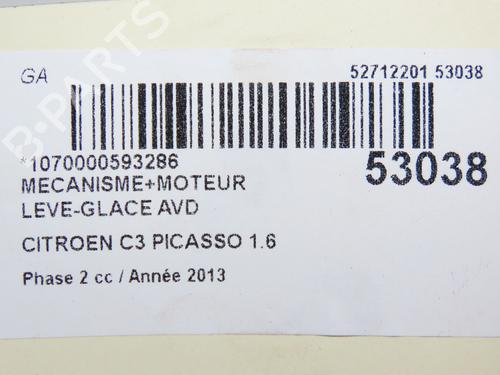 GA
52712201 53038
*1070000593286
53038
MECANISME+MOTEUR
LEVE-GLACE AVD
CITROEN C3 PICASSO 1.6
Phase 2 cc / Année 2013
B-PARTS